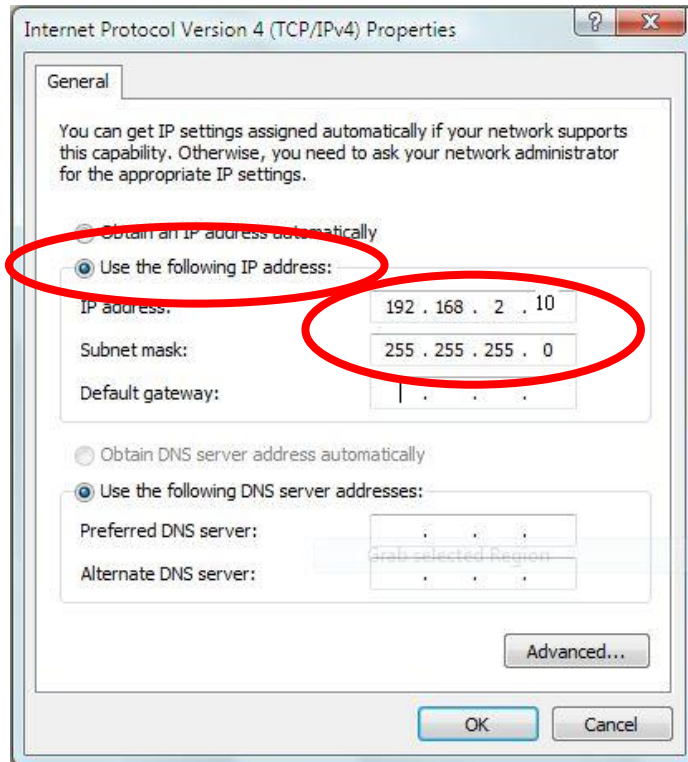 Internet Protocol Version 4 (TCP/IPv4) Properties
General
You can get IP settings assigned automatically if your network supports
this capability. Otherwise, you need to ask your network administrator
for the appropriate IP settings.
Obtain an IP address automatically
Use the following IP address:
IP address: 192 . 168 . 2 . 10
Subnet mask: 255 . 255 . 255 . 0
Default gateway: . . .
Obtain DNS server address automatically
Use the following DNS server addresses:
Preferred DNS server: . . .
Grab selected Region
Alternate DNS server: . . .
Advanced...
OK Cancel